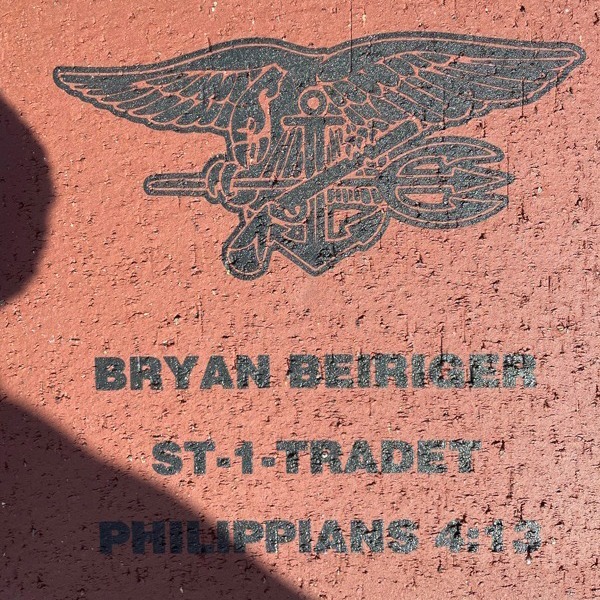 BRYAN BEIRIGER
ST-1-TRADET
PHILIPPIANS 4:13